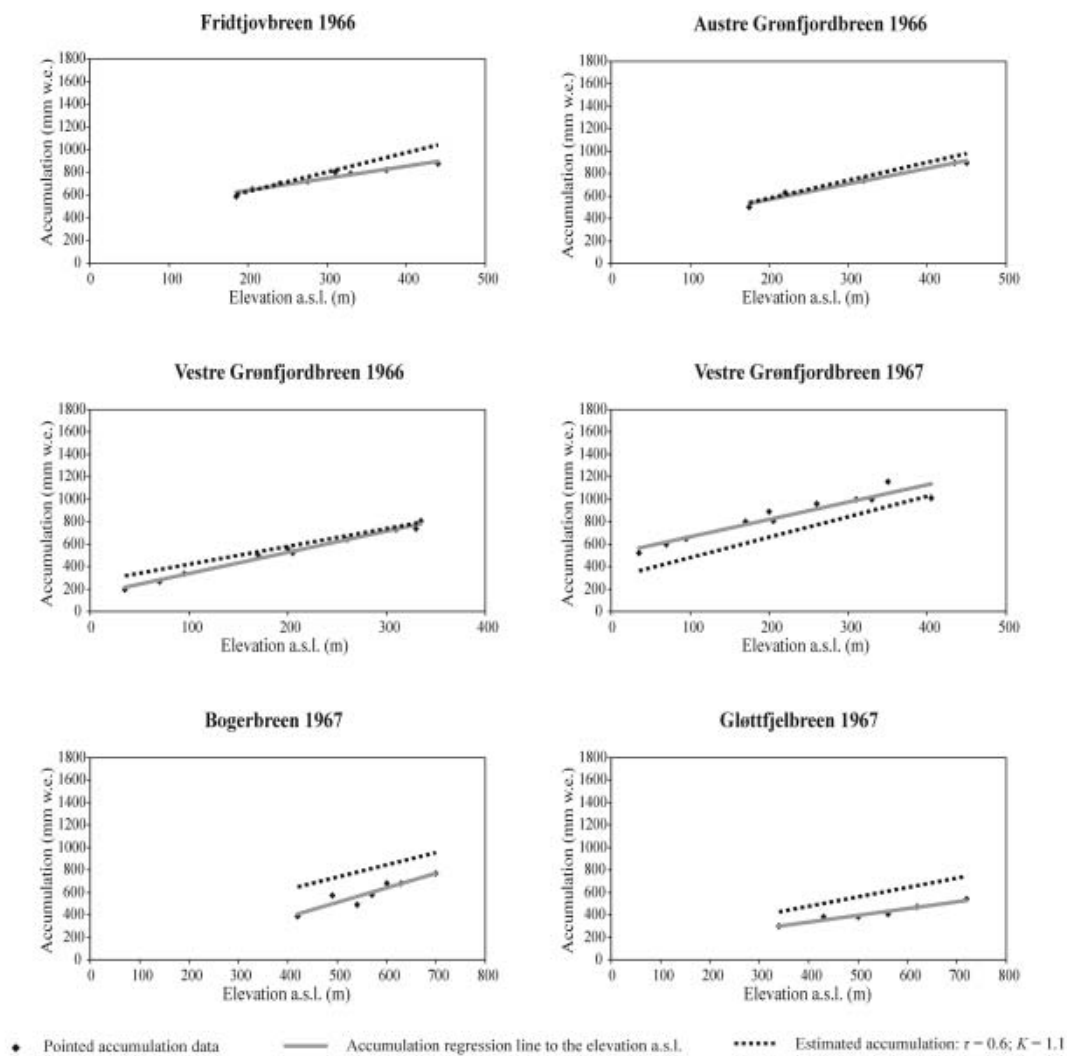 Fridtjovbreen 1966
Accumulation (mm w.e.)
1800
1600
1400
1200
1000
800
600
400
200
0
0 100 200 300 400 500
Elevation a.s.l. (m)
Austre Grønfjordbreen 1966
Accumulation (mm w.e.)
1800
1600
1400
1200
1000
800
600
400
200
0
0 100 200 300 400 500
Elevation a.s.l. (m)
Vestre Grønfjordbreen 1966
Accumulation (mm w.e.)
1800
1600
1400
1200
1000
800
600
400
200
0
0 100 200 300 400
Elevation a.s.l. (m)
Vestre Grønfjordbreen 1967
Accumulation (mm w.e.)
1800
1600
1400
1200
1000
800
600
400
200
0
0 100 200 300 400 500
Elevation a.s.l. (m)
Bogerbreen 1967
Accumulation (mm w.e.)
1800
1600
1400
1200
1000
800
600
400
200
0
0 100 200 300 400 500 600 700 800
Elevation a.s.l. (m)
Gløttfjelbreen 1967
Accumulation (mm w.e.)
1800
1600
1400
1200
1000
800
600
400
200
0
0 100 200 300 400 500 600 700 800
Elevation a.s.l. (m)
Pointed accumulation data Accumulation regression line to the elevation a.s.l. Estimated accumulation: τ = 0.6; K = 1.1